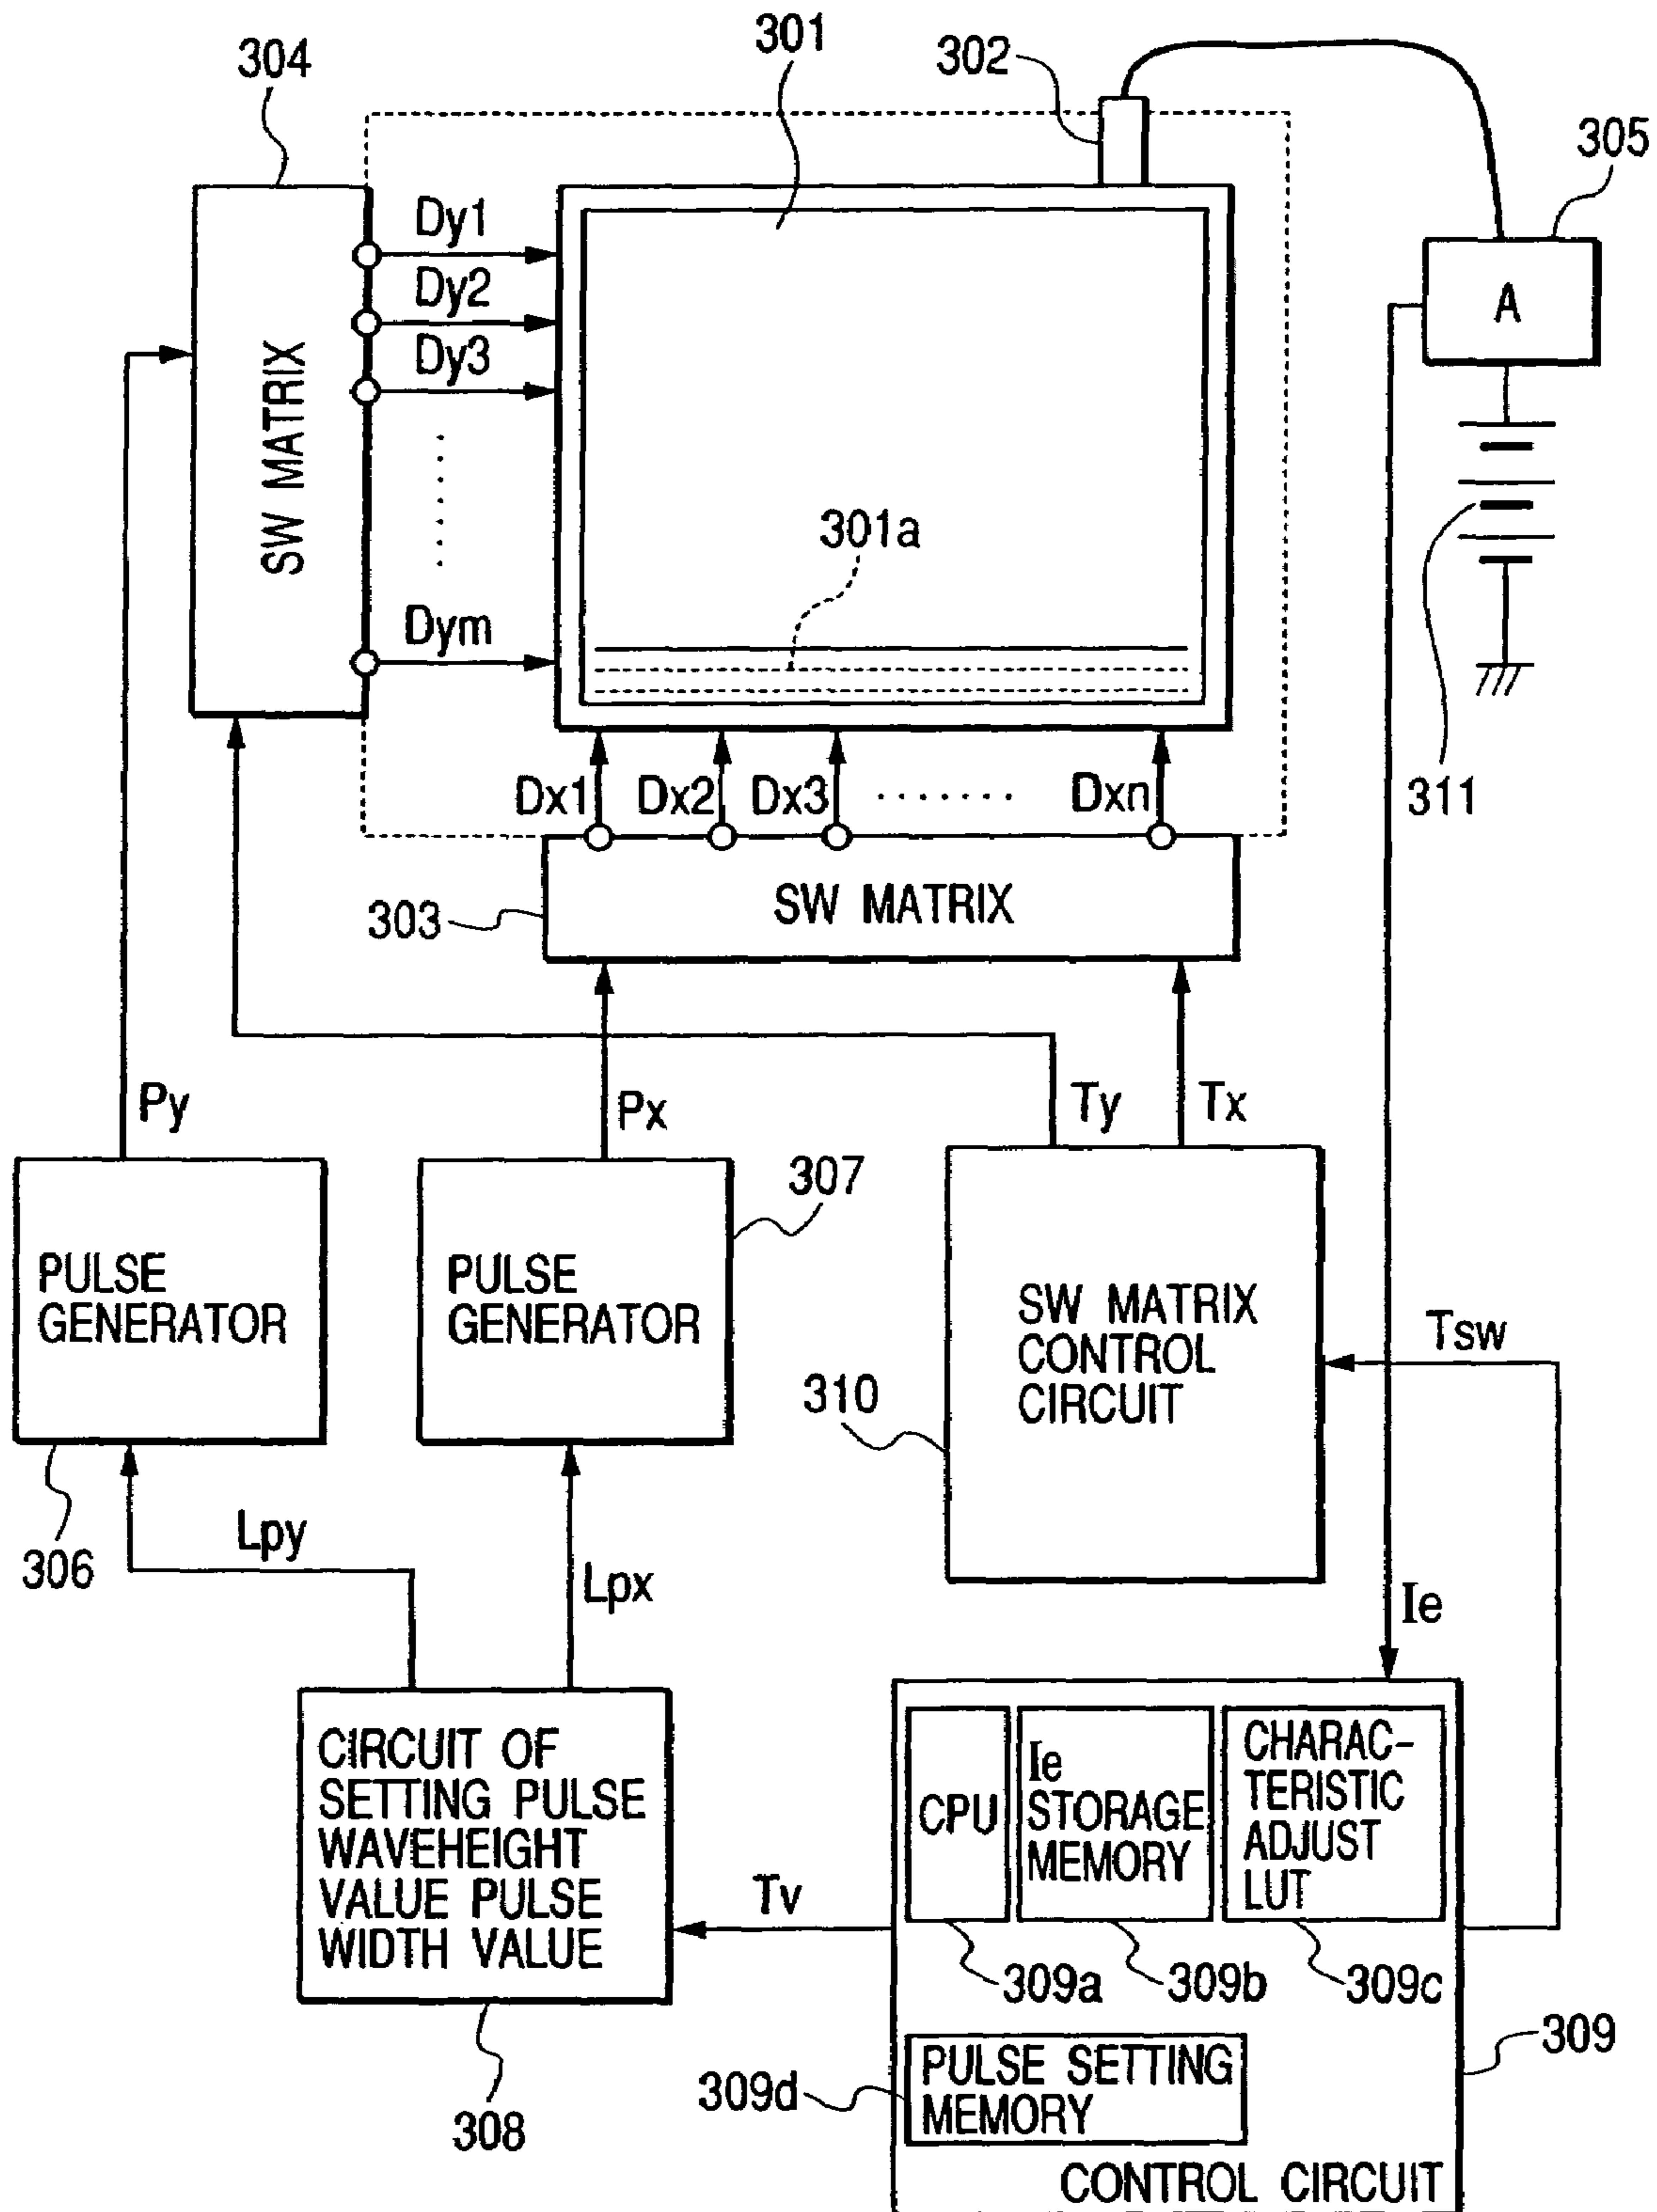 301
302
304
305
Dy1
Dy2
Dy3
A
SW MATRIX
301a
Dym
Dx1
Dx2
Dx3
Dxn
311
SW MATRIX
303
Py
Px
Ty
Tx
307
PULSE
GENERATOR
PULSE
GENERATOR
SW MATRIX
CONTROL
CIRCUIT
Tsw
310
306
Lpy
Lpx
Ie
CIRCUIT OF
SETTING PULSE
WAVEHEIGHT
VALUE PULSE
WIDTH VALUE
Tv
CPU
Ie
STORAGE
MEMORY
CHARAC-
TERISTIC
ADJUST
LUT
309a
309b
309c
309
308
309d
PULSE SETTING
MEMORY
CONTROL CIRCUIT